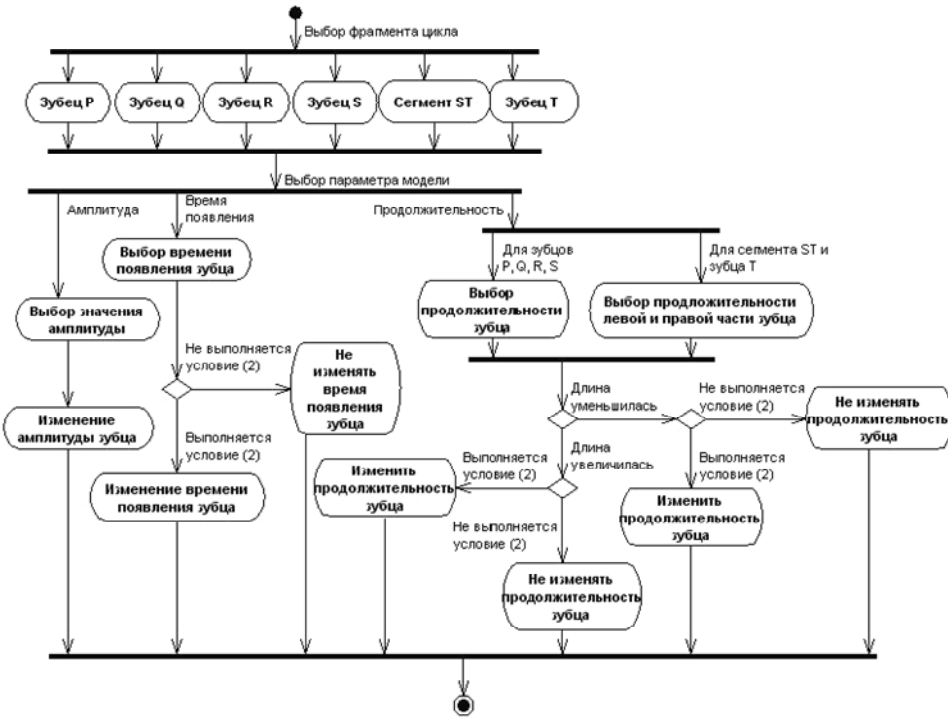 Выбор фрагмента цикла
Зубец P
Зубец Q
Зубец R
Зубец S
Сегмент ST
Зубец T
Выбор параметра модели
Амплитуда
Время
появления
Продолжительность
Выбор времени
появления зубца
Для зубцов
P, Q, R, S
Для сегмента ST и
зубца T
Выбор значения
амплитуды
Выбор
продолжительности
зубца
Выбор продложительности
левой и правой части зубца
Не выполняется
условие (2)
Не
изменять
время
появления
зубца
Длина
уменьшилась
Не выполняется
условие (2)
Не изменять
продолжительность
зубца
Изменение
амплитуды зубца
Выполняется
условие (2)
Выполняется
условие (2)
Длина
увеличилась
Выполняется
условие (2)
Изменение времени
появления зубца
Изменить
продолжительность
зубца
Изменить
продолжительность
зубца
Не выполняется
условие (2)
Не изменять
продолжительность
зубца